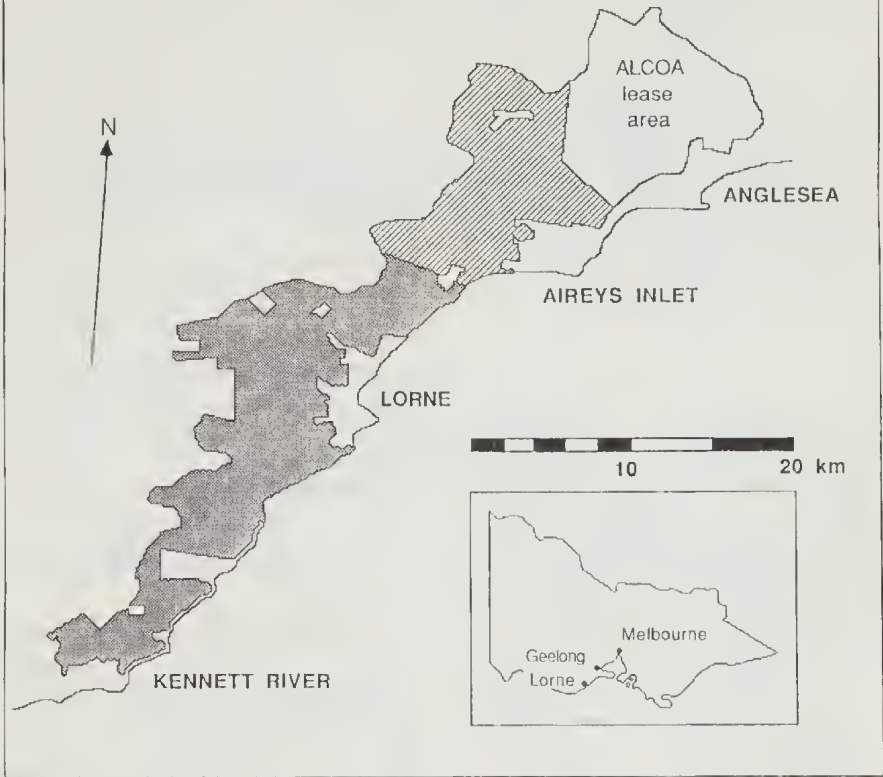 ALCOA
lease
area
N
ANGLESEA
AIREYS INLET
LORNE
10
20 km
Melbourne
Geelong
Lorne
KENNETT RIVER